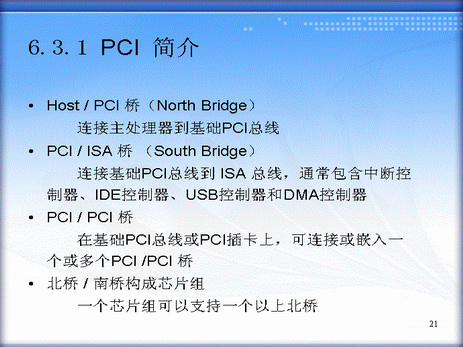 6.3.1 PCI 简介
• Host / PCI 桥（North Bridge）
连接主处理器到基础PCI总线
• PCI / ISA 桥 （South Bridge）
连接基础PCI总线到 ISA 总线，通常包含中断控
制器、IDE控制器、USB控制器和DMA控制器
• PCI / PCI 桥
在基础PCI总线或PCI插卡上，可连接或嵌入一
个或多个PCI /PCI 桥
• 北桥 / 南桥构成芯片组
一个芯片组可以支持一个以上北桥
21